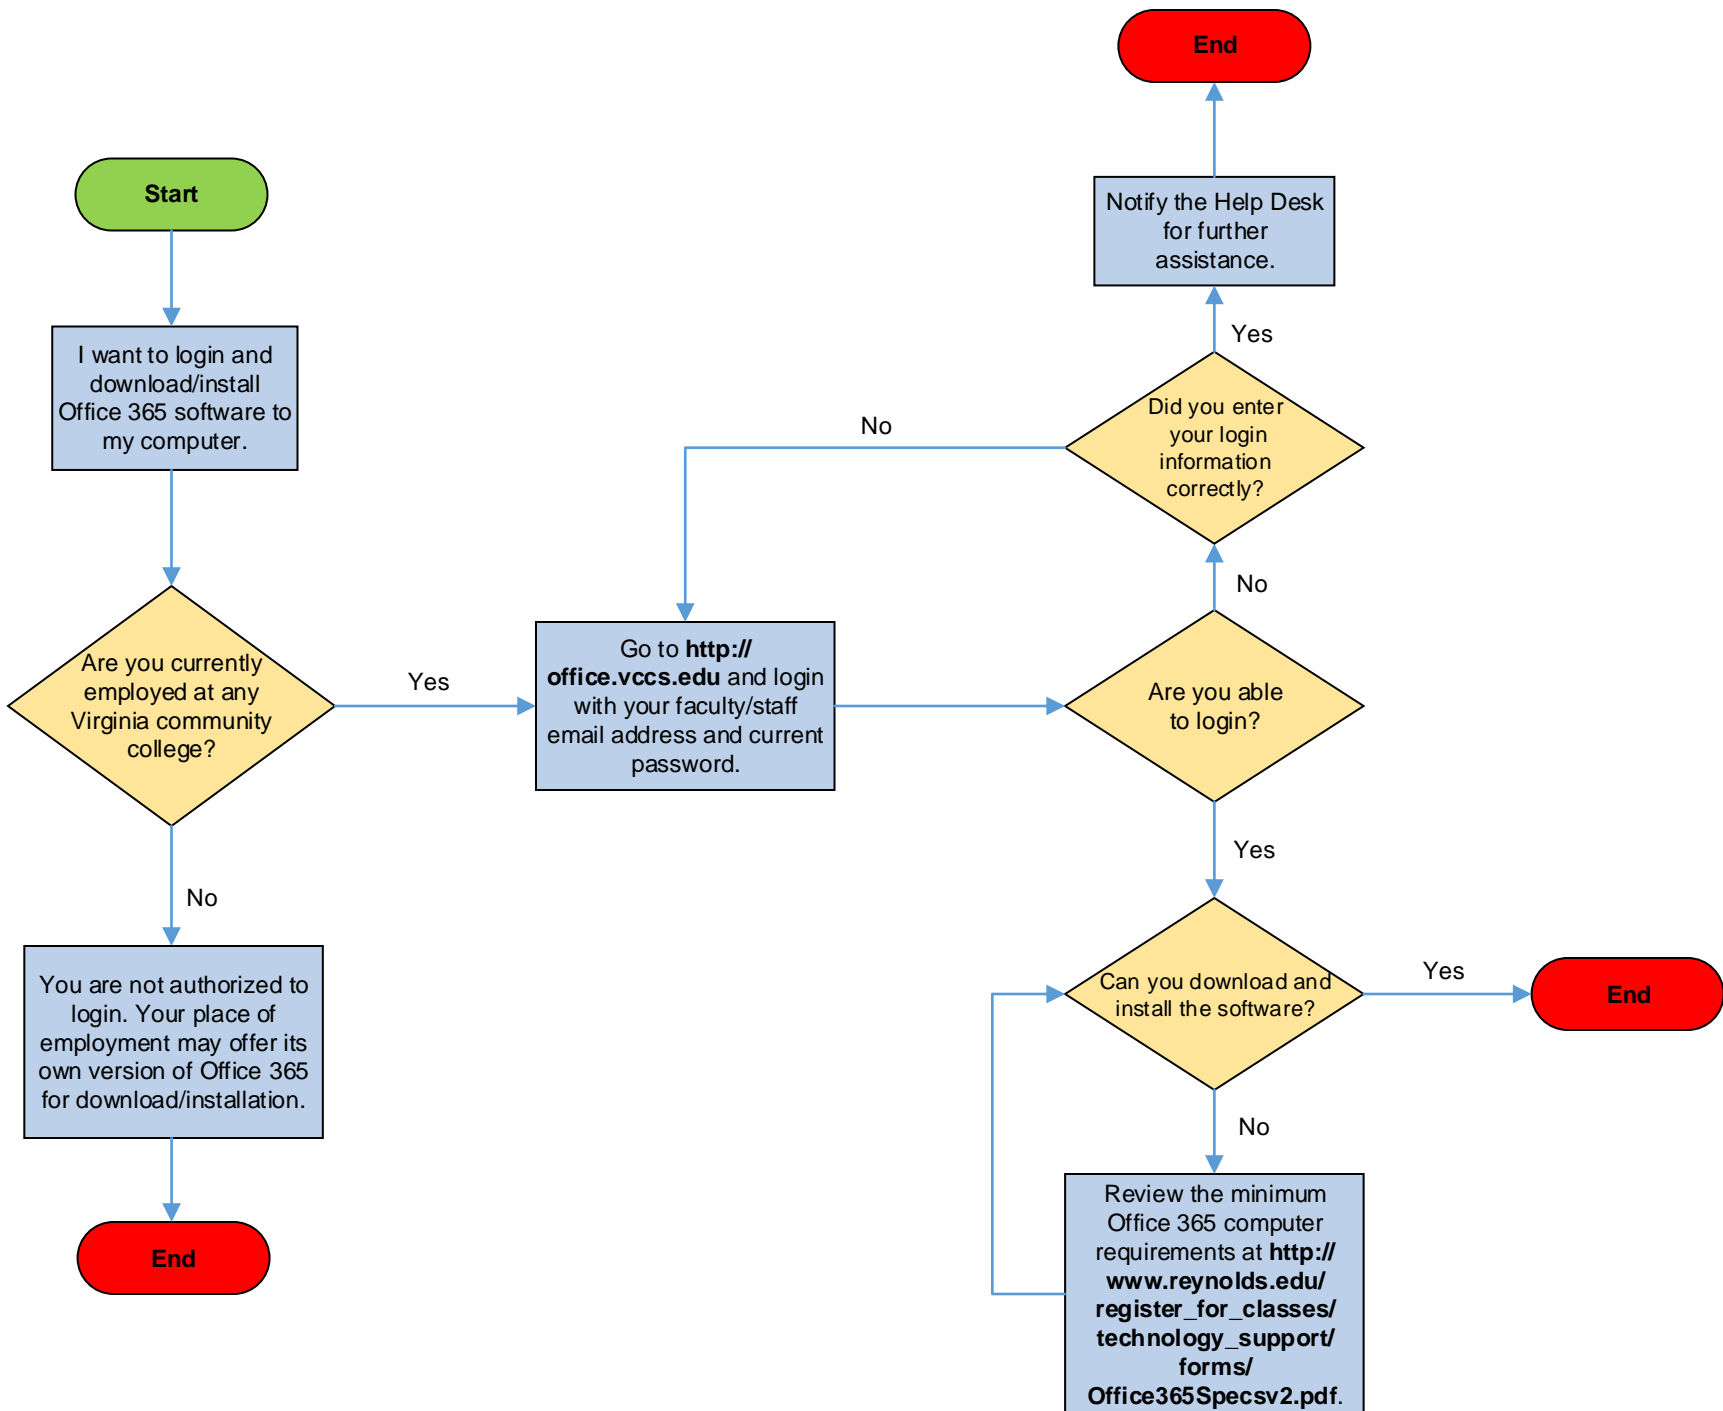 Start
I want to login and
download/install
Office 365 software to
my computer.
Are you currently
employed at any
Virginia community
college?
Yes
No
You are not authorized to
login. Your place of
employment may offer its
own version of Office 365
for download/installation.
End
Go to http://
office.vccs.edu and login
with your faculty/staff
email address and current
password.
Are you able
to login?
No
Did you enter
your login
information
correctly?
No
Yes
Notify the Help Desk
for further
assistance.
End
Yes
Can you download and
install the software?
Yes
End
No
Review the minimum
Office 365 computer
requirements at http://
www.reynolds.edu/
register_for_classes/
technology_support/
forms/
Office365Specsv2.pdf.